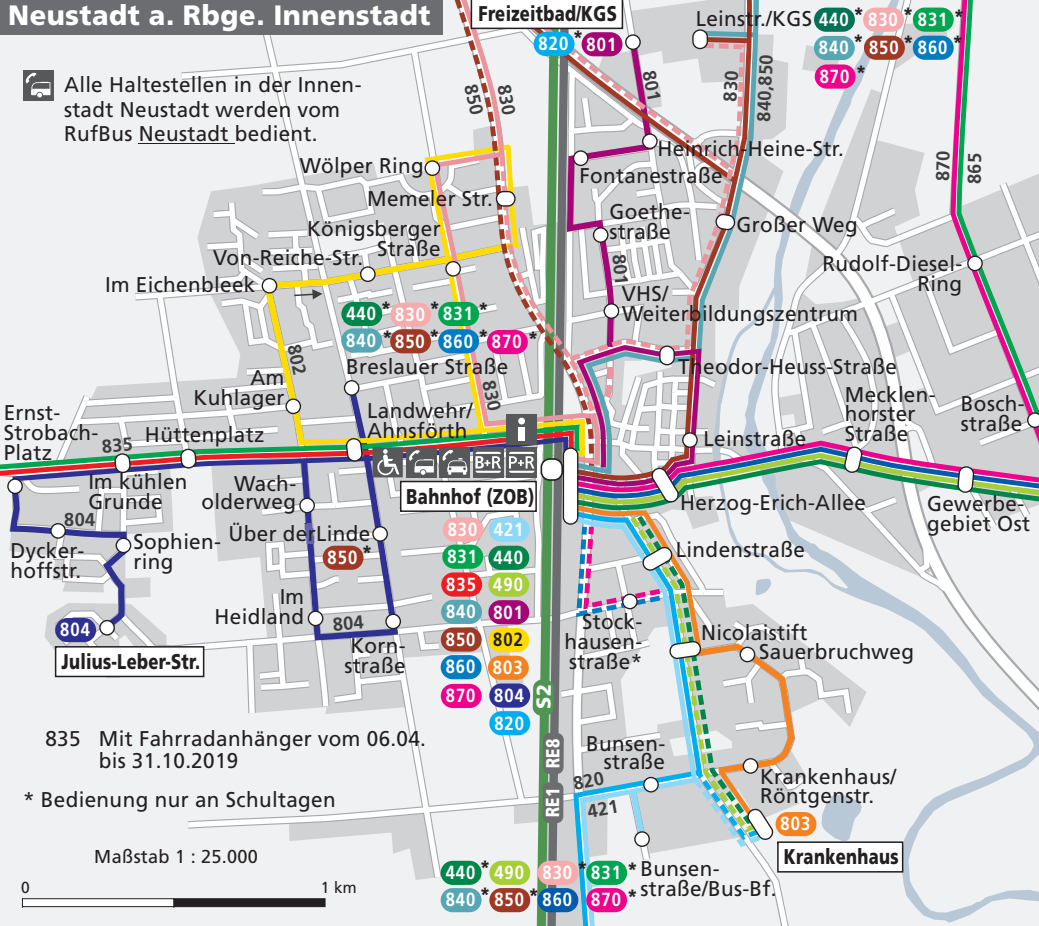 Neustadt a. Rbge. Innenstadt
Alle Haltestellen in der Innen-
stadt Neustadt werden vom
RufBus Neustadt bedient.
Freizeitbad/KGS
820 * 801
Leinstr./KGS 440 * 830 * 831 *
840 * 850 * 860 *
870 *
850
830
801
830
840,850
870
865
Wölper Ring
Memeler Str.
Königsberger
Straße
Von-Reiche-Str.
Im Eichenbleek
Heinrich-Heine-Str.
Fontanestraße
Goethe-
straße
801
Großer Weg
Rudolf-Diesel-
Ring
VHS/
Weiterbildungszentrum
440 * 830 * 831 *
840 * 850 * 860 * 870 *
Breslauer Straße
802
Am
Kuhlager
830
Theodor-Heuss-Straße
Mecklen-
horster
Straße
Bosch-
straße
Ernst-
Strobach-
Platz
835
Hüttenplatz
Landwehr/
Ahnsförth
i
Leinstraße
Im kühlen
Grunde
Wach-
olderweg
B+R
P+R
Bahnhof (ZOB)
Herzog-Erich-Allee
Gewerbe-
gebiet Ost
804
Dycker-
hoffstr.
Sophien-
ring
Über der Linde
850 *
830 421
831 440
835 490
840 801
850 802
860 803
870 804
820
Lindenstraße
Im
Heidland
804
Korn-
straße
804
Julius-Leber-Str.
Stock-
hausen-
straße*
Nicolaistift
Sauerbruchweg
S2
835 Mit Fahrradanhänger vom 06.04.
bis 31.10.2019
* Bedienung nur an Schultagen
RE8
RE1
Bunsen-
straße
820
421
Krankenhaus/
Röntgenstr.
803
Krankenhaus
Maßstab 1 : 25.000
0
1 km
440 * 490 830 * 831 * Bunsen-
840 * 850 * 860 870 * straße/Bus-Bf.